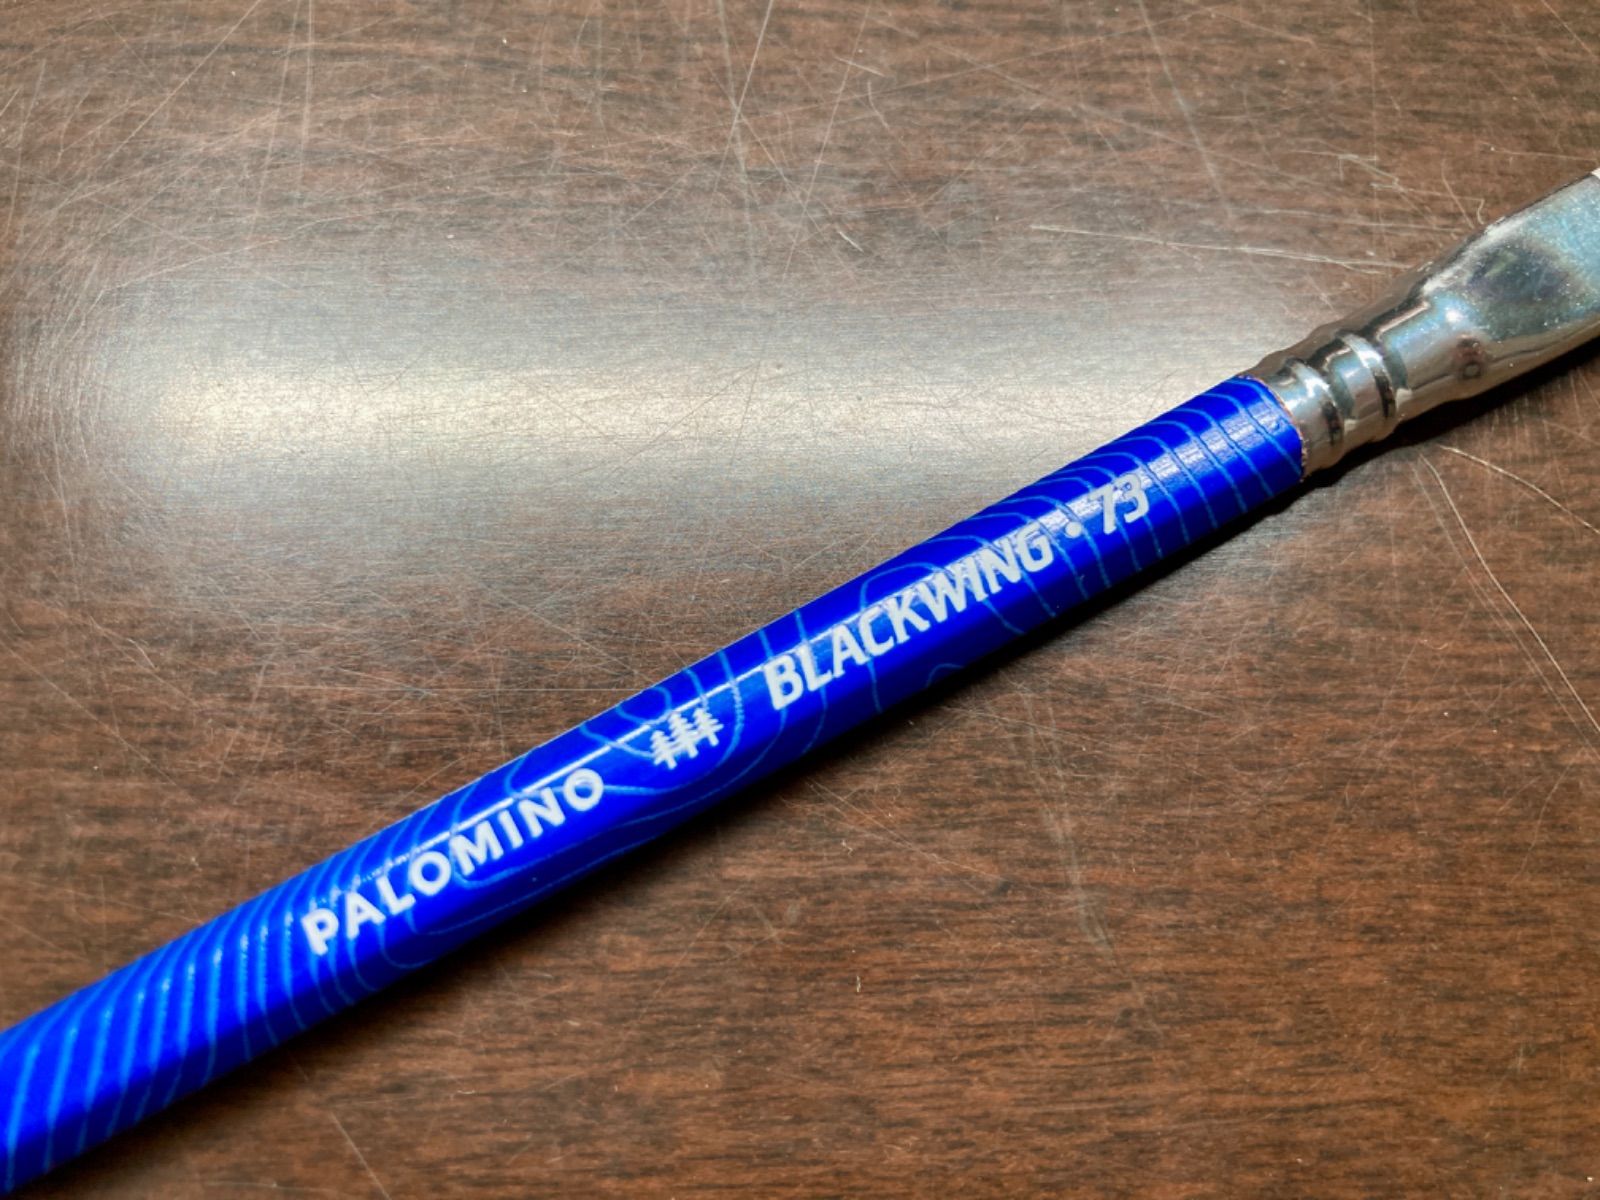 PALOMINO BLACKWING • 73